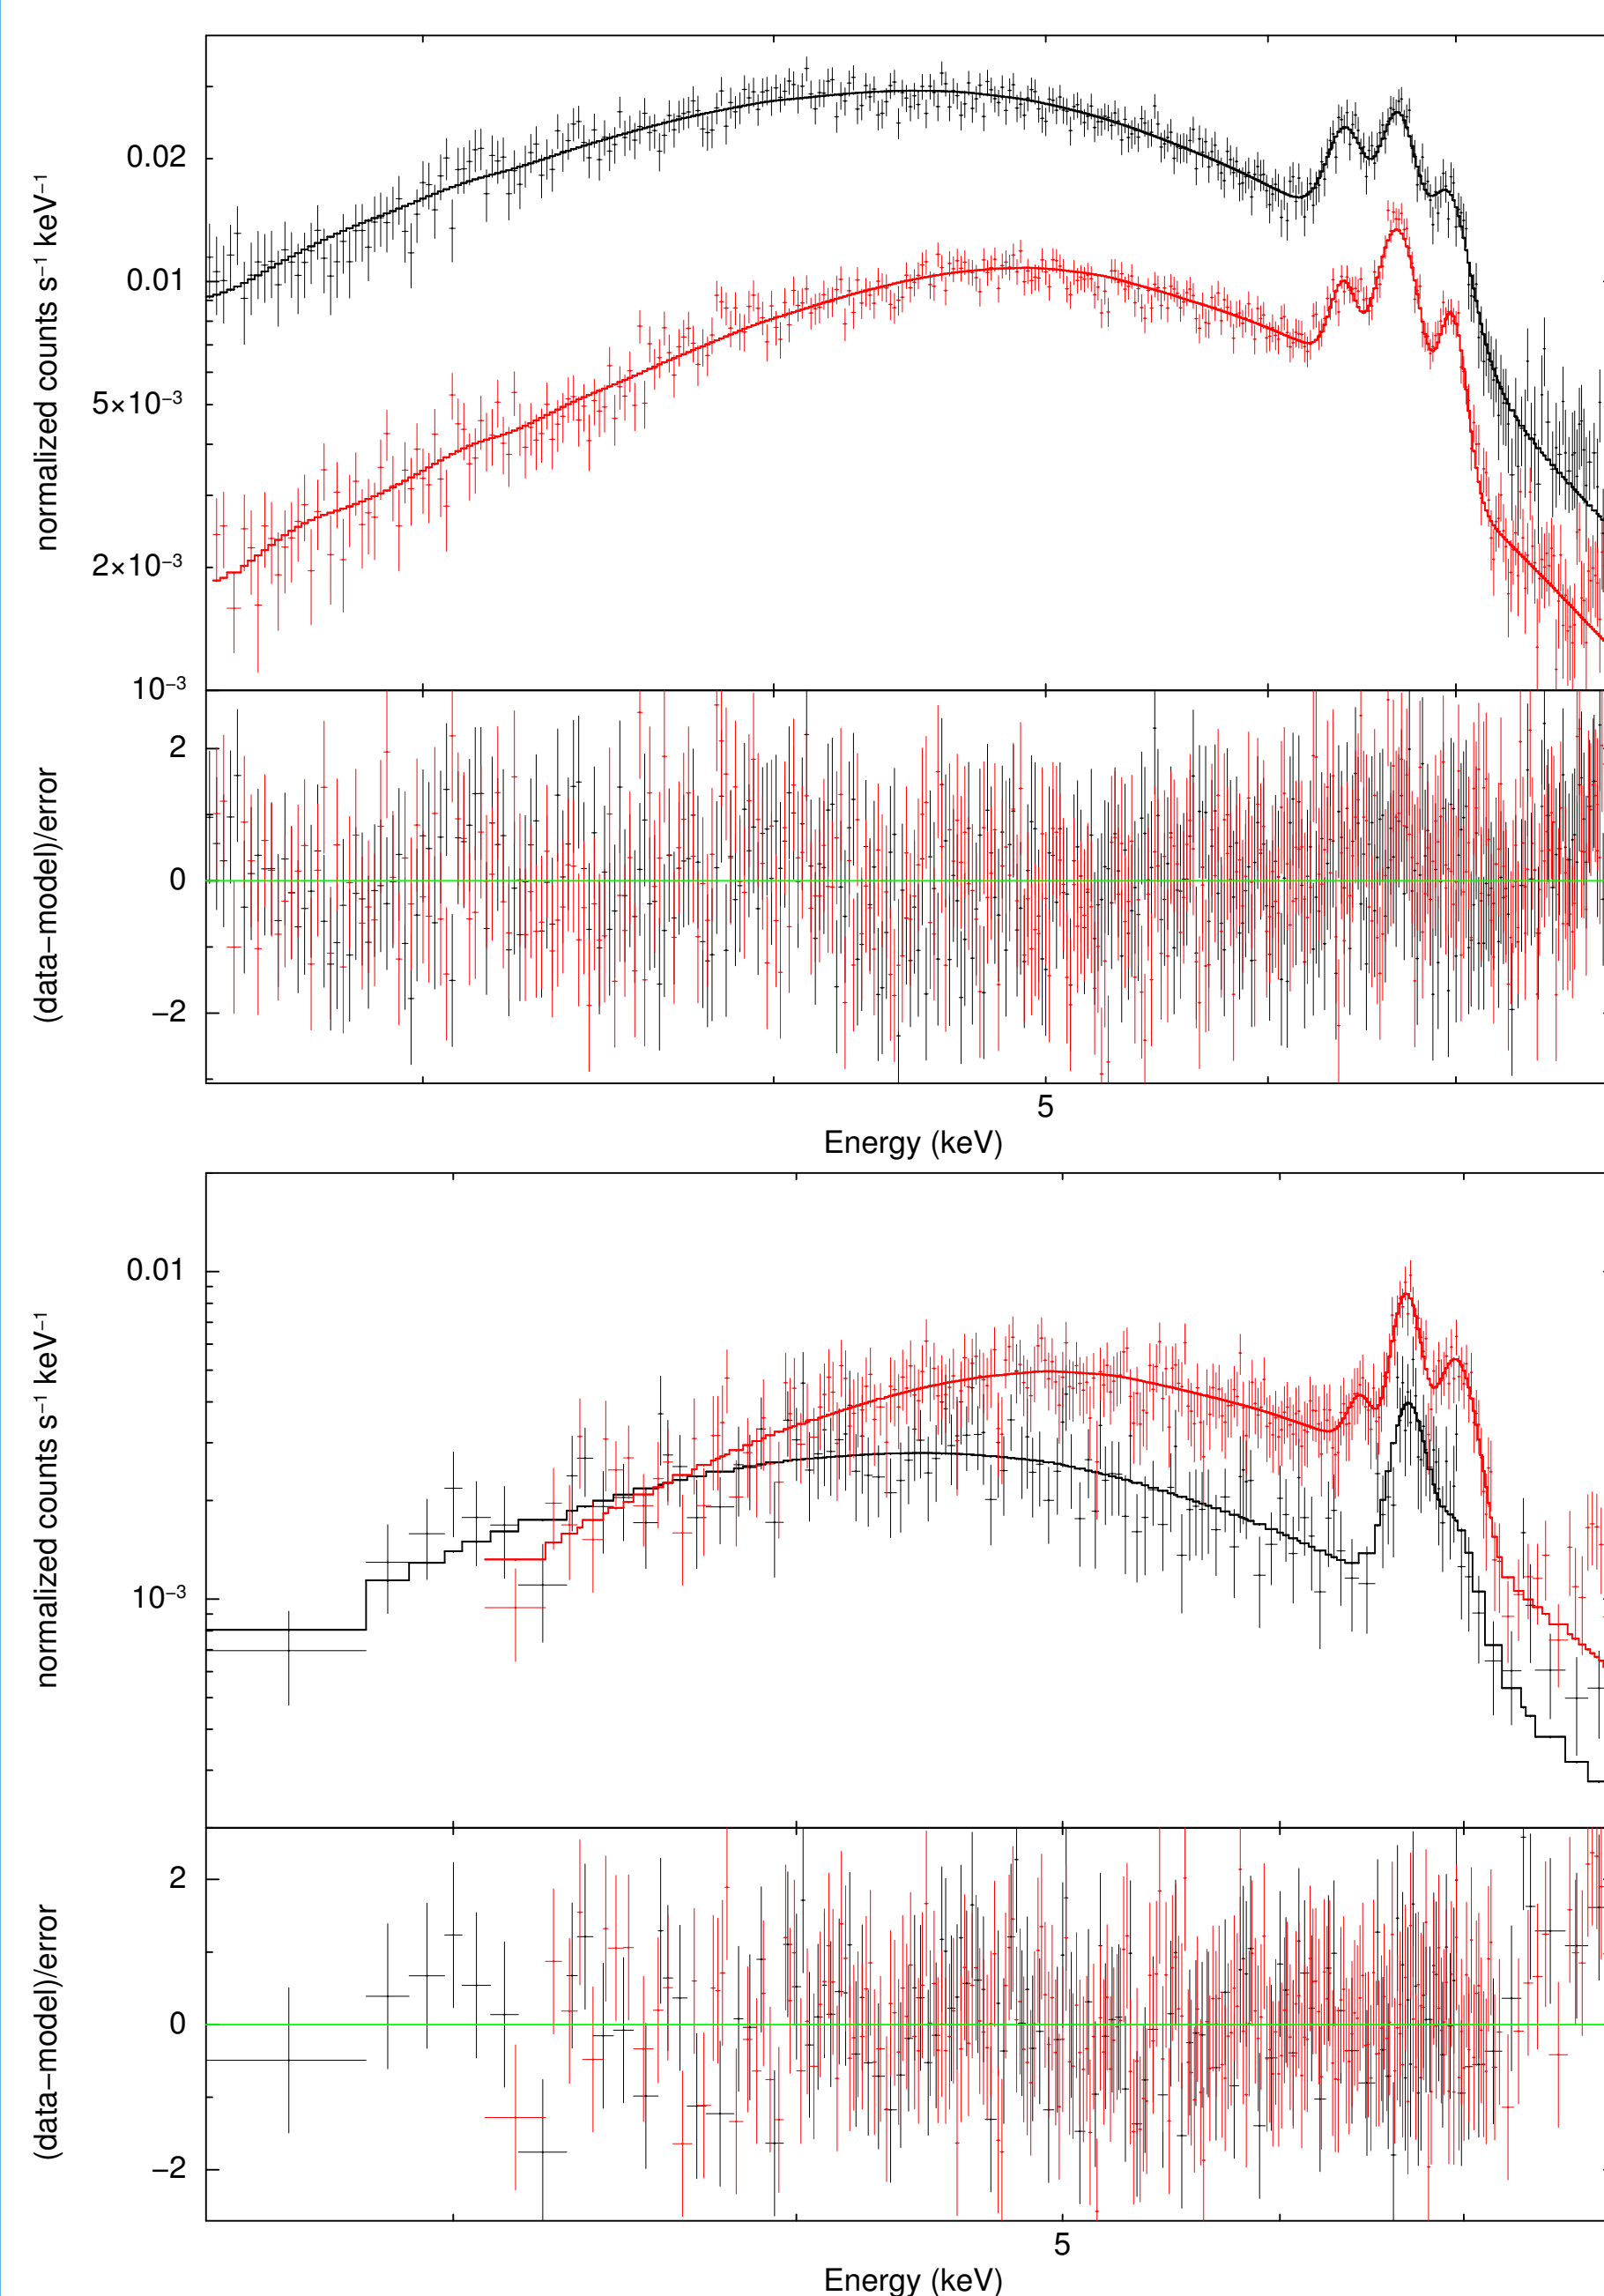 normalized counts s⁻¹ keV⁻¹
0.02
0.01
5×10⁻³
2×10⁻³
10⁻³
(data−model)/error
2
0
−2
5
Energy (keV)
normalized counts s⁻¹ keV⁻¹
0.01
10⁻³
(data−model)/error
2
0
−2
5
Energy (keV)